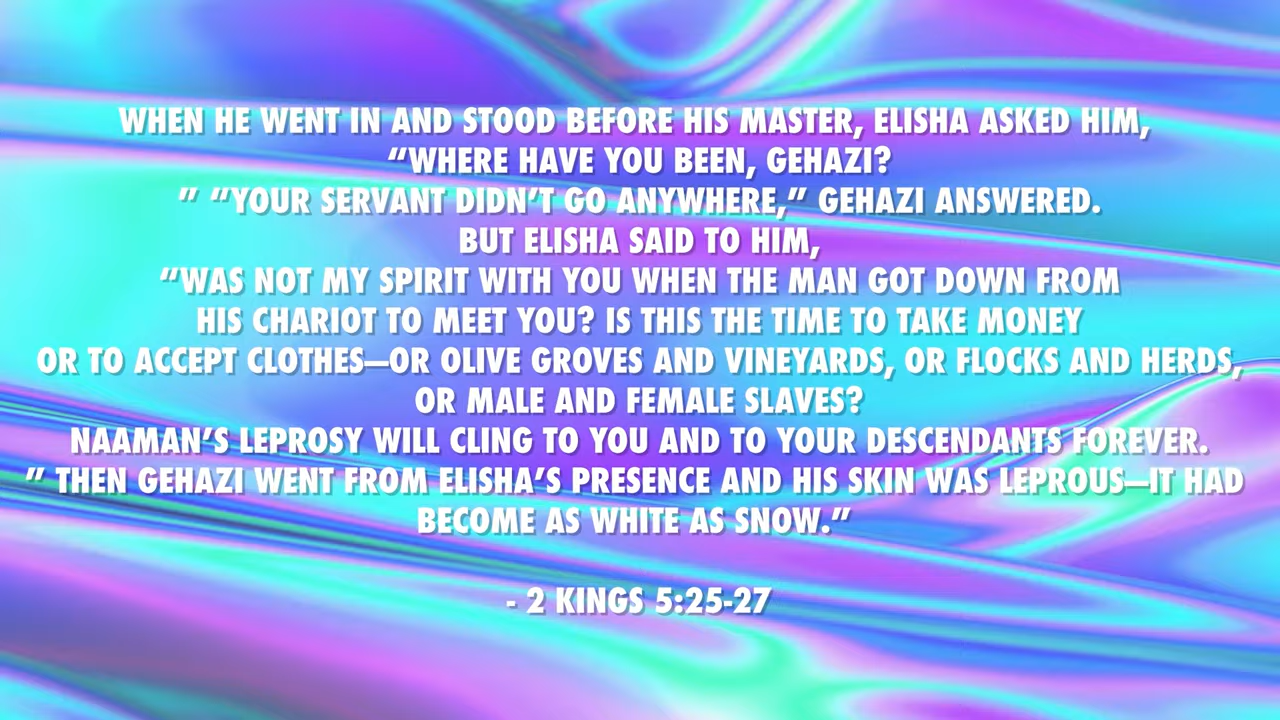 WHEN HE WENT IN AND STOOD BEFORE HIS MASTER, ELISHA ASKED HIM,
“WHERE HAVE YOU BEEN, GEHAZI?
” “YOUR SERVANT DIDN’T GO ANYWHERE,” GEHAZI ANSWERED.
BUT ELISHA SAID TO HIM,
“WAS NOT MY SPIRIT WITH YOU WHEN THE MAN GOT DOWN FROM
HIS CHARIOT TO MEET YOU? IS THIS THE TIME TO TAKE MONEY
OR TO ACCEPT CLOTHES—OR OLIVE GROVES AND VINEYARDS, OR FLOCKS AND HERDS,
OR MALE AND FEMALE SLAVES?
NAAMAN’S LEPROSY WILL CLING TO YOU AND TO YOUR DESCENDANTS FOREVER.
” THEN GEHAZI WENT FROM ELISHA’S PRESENCE AND HIS SKIN WAS LEPROUS—IT HAD
BECOME AS WHITE AS SNOW.”
- 2 KINGS 5:25-27